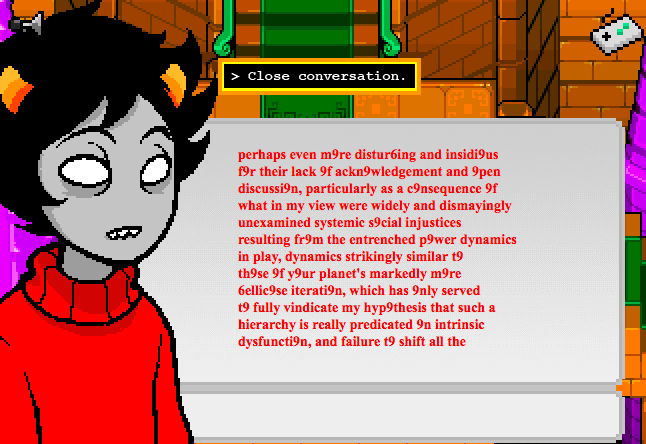 > Close conversation.
perhaps even m9re distur6ing and insidi9us
f9r their lack 9f ackn9wledgement and 9pen
discussi9n, particularly as a c9nsequence 9f
what in my view were widely and dismayingly
unexamined systemic s9cial injustices
resulting fr9m the entrenched p9wer dynamics
in play, dynamics strikingly similar t9
th9se 9f y9ur planet's markedly m9re
6ellic9se iterati9n, which has 9nly served
t9 fully vindicate my hyp9thesis that such a
hierarchy is really predicated 9n intrinsic
dysfuncti9n, and failure t9 shift all the